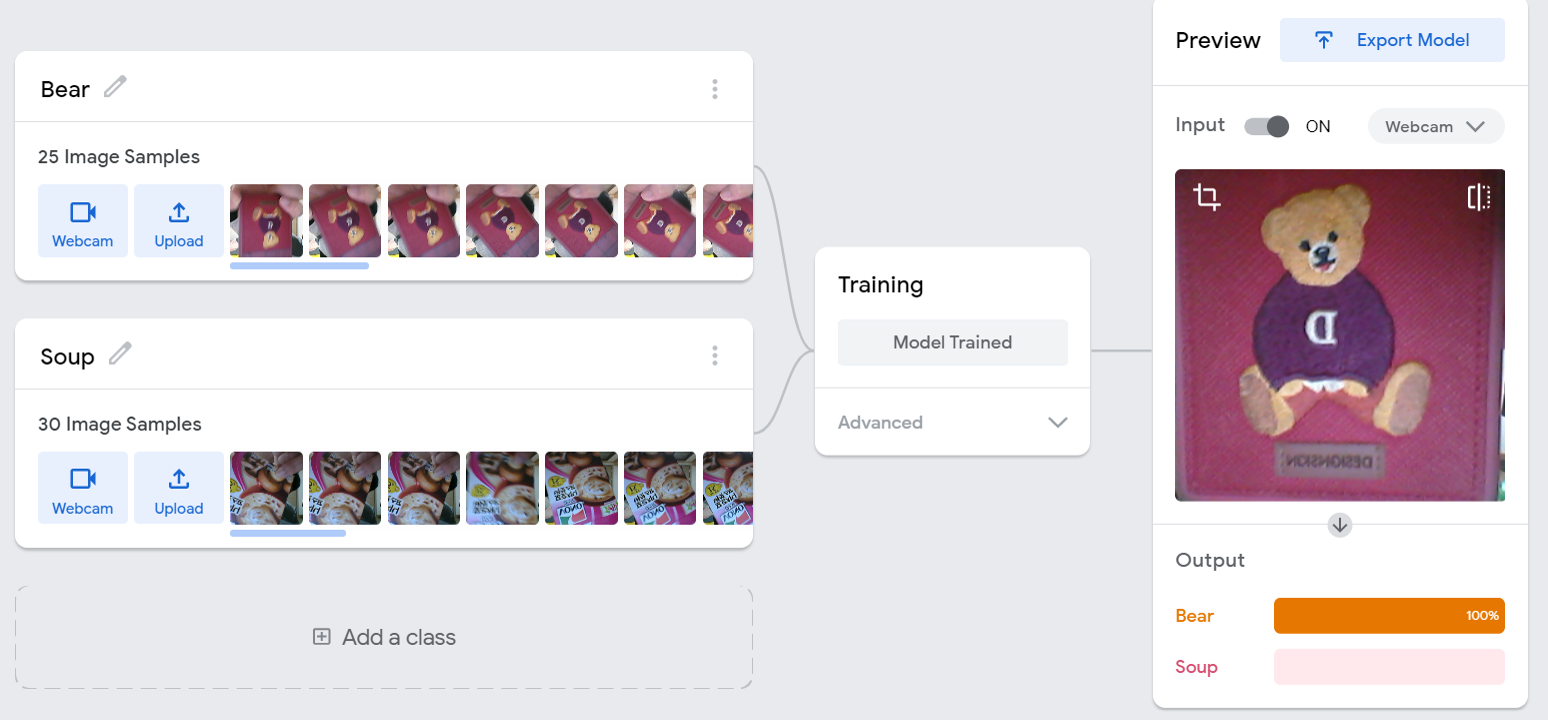 Bear
25 Image Samples
Webcam
Upload
Soup
30 Image Samples
Webcam
Upload
Add a class
Training
Model Trained
Advanced
Preview
Export Model
Input
ON
Webcam
D
DESIGNSKIN
Output
Bear
100%
Soup